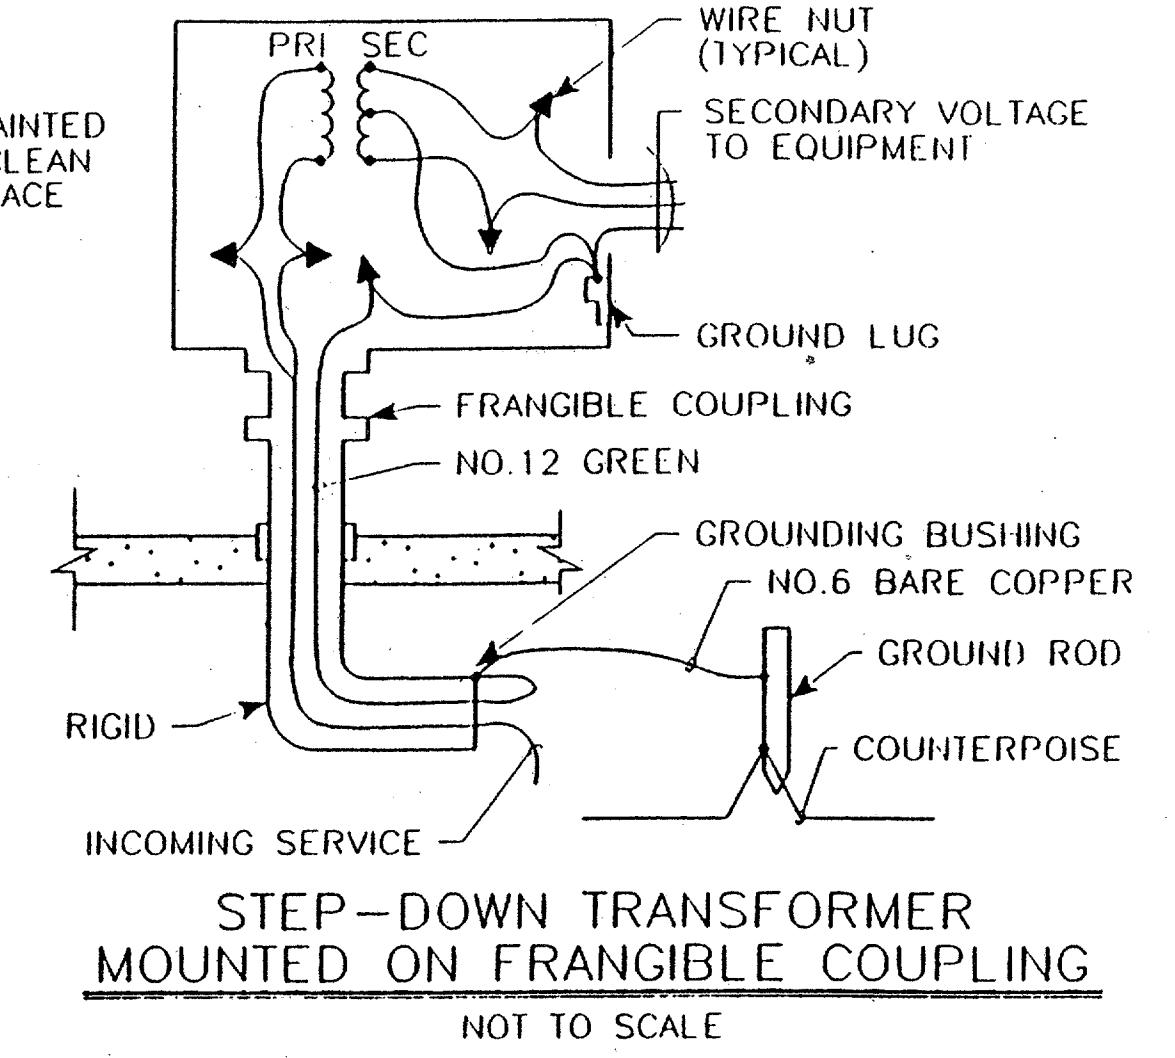 PRI SEC
WIRE NUT
(TYPICAL)
SECONDARY VOLTAGE
TO EQUIPMENT
AINTED
CLEAN
ACE
GROUND LUG
FRANGIBLE COUPLING
NO.12 GREEN
GROUNDING BUSHING
NO.6 BARE COPPER
GROUND ROD
RIGID
COUNTERPOISE
INCOMING SERVICE
STEP-DOWN TRANSFORMER
MOUNTED ON FRANGIBLE COUPLING
NOT TO SCALE